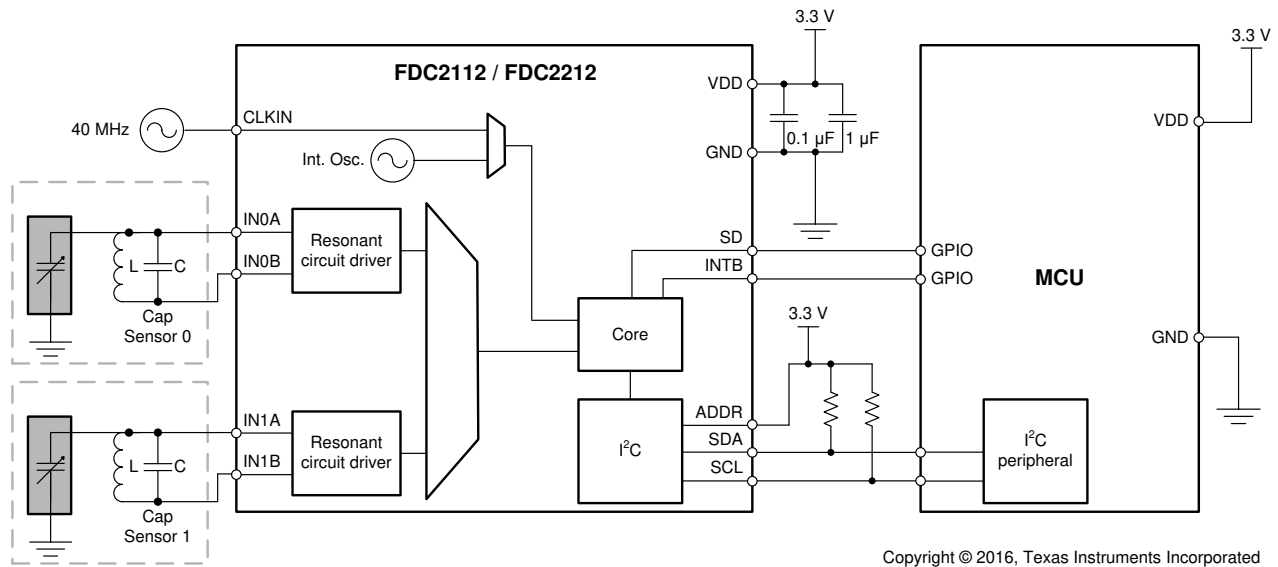 3.3 V
3.3 V
FDC2112 / FDC2212
VDD
CLKIN
40 MHz
VDD
0.1 µF
1 µF
Int. Osc.
GND
IN0A
Resonant
circuit driver
SD
GPIO
IN0B
L
C
INTB
GPIO
MCU
Cap
Sensor 0
3.3 V
Core
GND
IN1A
Resonant
circuit driver
ADDR
IN1B
L
C
I²C
SDA
I²C
peripheral
SCL
Cap
Sensor 1
Copyright © 2016, Texas Instruments Incorporated